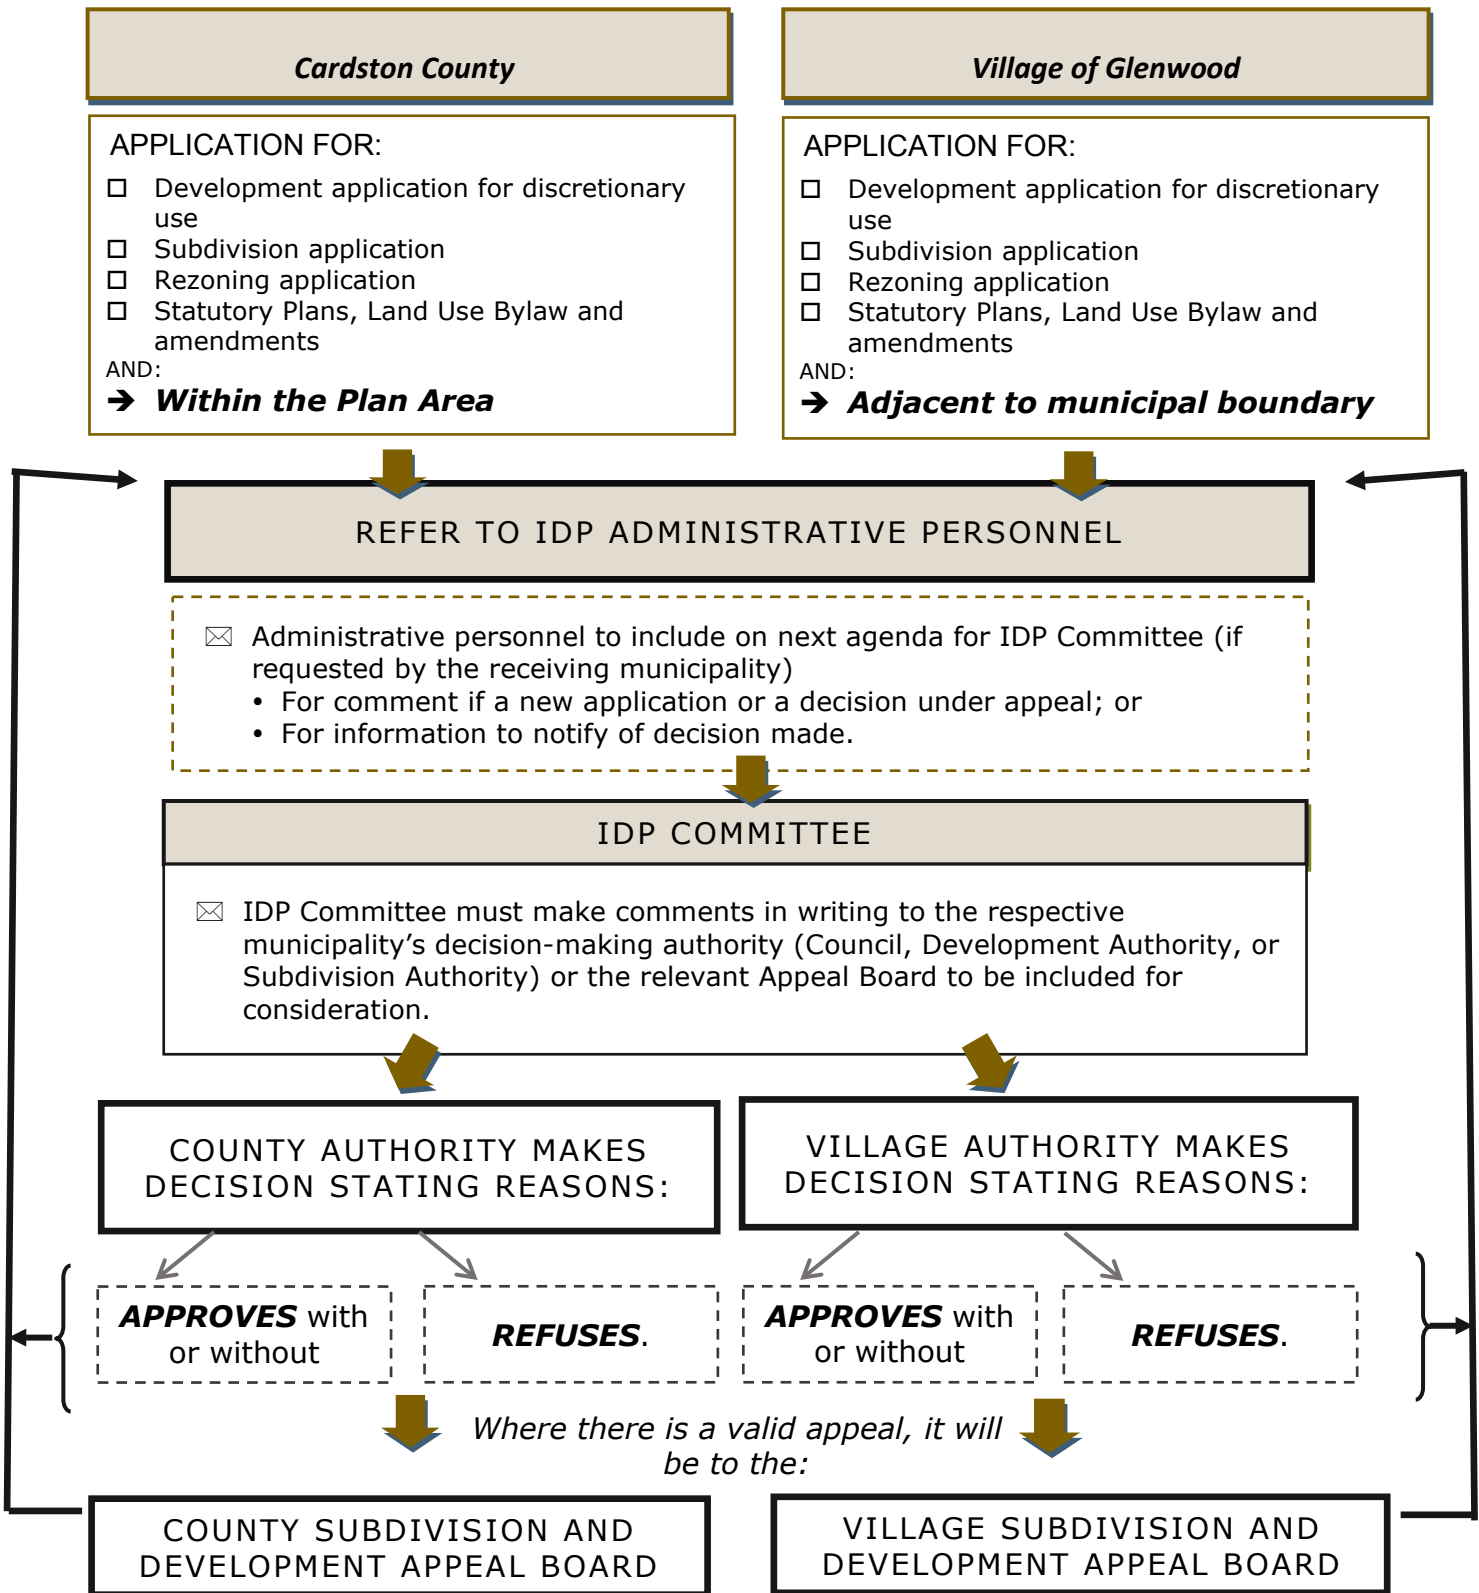 Cardston County
Village of Glenwood
APPLICATION FOR:
☐ Development application for discretionary
use
☐ Subdivision application
☐ Rezoning application
☐ Statutory Plans, Land Use Bylaw and
amendments
AND:
➔ Within the Plan Area
APPLICATION FOR:
☐ Development application for discretionary
use
☐ Subdivision application
☐ Rezoning application
☐ Statutory Plans, Land Use Bylaw and
amendments
AND:
➔ Adjacent to municipal boundary
REFER TO IDP ADMINISTRATIVE PERSONNEL
Administrative personnel to include on next agenda for IDP Committee (if
requested by the receiving municipality)
• For comment if a new application or a decision under appeal; or
• For information to notify of decision made.
IDP COMMITTEE
IDP Committee must make comments in writing to the respective
municipality’s decision-making authority (Council, Development Authority, or
Subdivision Authority) or the relevant Appeal Board to be included for
consideration.
COUNTY AUTHORITY MAKES
DECISION STATING REASONS:
VILLAGE AUTHORITY MAKES
DECISION STATING REASONS:
APPROVES with
or without
REFUSES.
APPROVES with
or without
REFUSES.
Where there is a valid appeal, it will
be to the:
COUNTY SUBDIVISION AND
DEVELOPMENT APPEAL BOARD
VILLAGE SUBDIVISION AND
DEVELOPMENT APPEAL BOARD